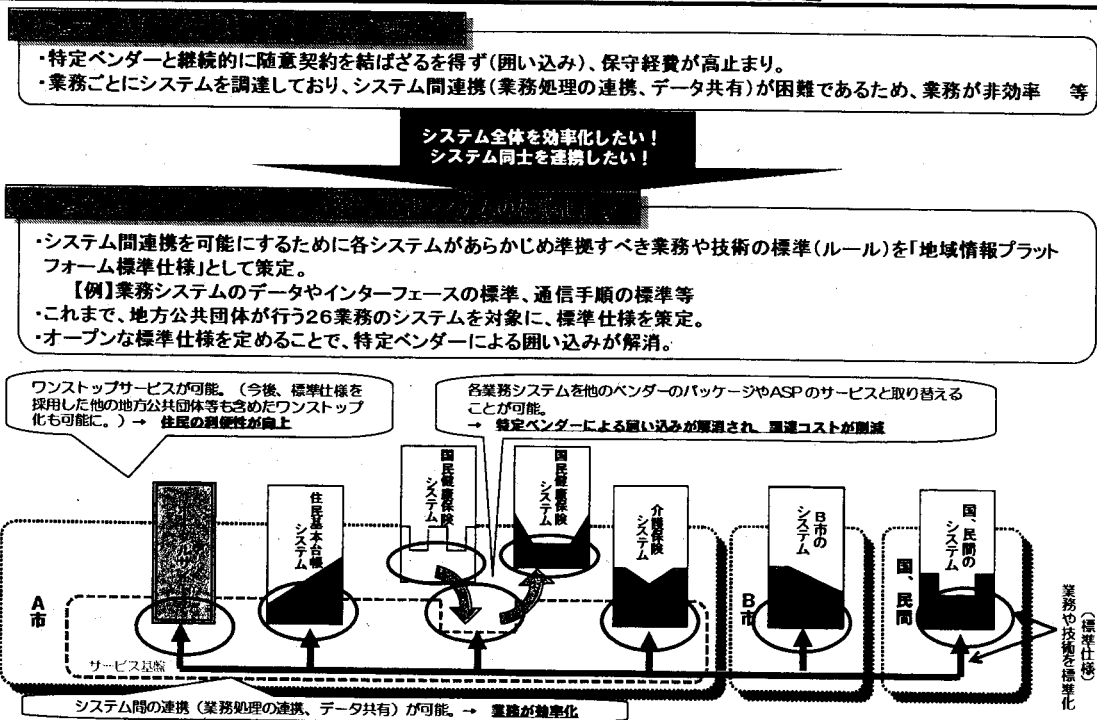 ・特定ベンダーと継続的に随意契約を結ばざるを得ず(囲い込み)、保守経費が高止まり。
・業務ごとにシステムを調達しており、システム間連携(業務処理の連携、データ共有)が困難であるため、業務が非効率　等
システム全体を効率化したい！
システム同士を連携したい！
・システム間連携を可能にするために各システムがあらかじめ準拠すべき業務や技術の標準(ルール)を「地域情報プラット
フォーム標準仕様」として策定。
【例】業務システムのデータやインターフェースの標準、通信手順の標準等
・これまで、地方公共団体が行う26業務のシステムを対象に、標準仕様を策定。
・オープンな標準仕様を定めることで、特定ベンダーによる囲い込みが解消。
ワンストップサービスが可能。（今後、標準仕様を
採用した他の地方公共団体等も含めたワンストップ
化も可能に。）→ 住民の利便性が向上
各業務システムを他のベンダーのパッケージやASPのサービスと取り替える
ことが可能。
→ 特定ベンダーによる囲い込みが解消され、調達コストが削減
住民基本台帳
システム
国民健康保険
システム
国民健康保険
システム
介護保険
システム
B市の
システム
国、民間の
システム
A市
B市
国、民間
サービス基盤
業務や技術を標準化
（標準仕様）
システム間の連携（業務処理の連携、データ共有）が可能。→ 業務が効率化